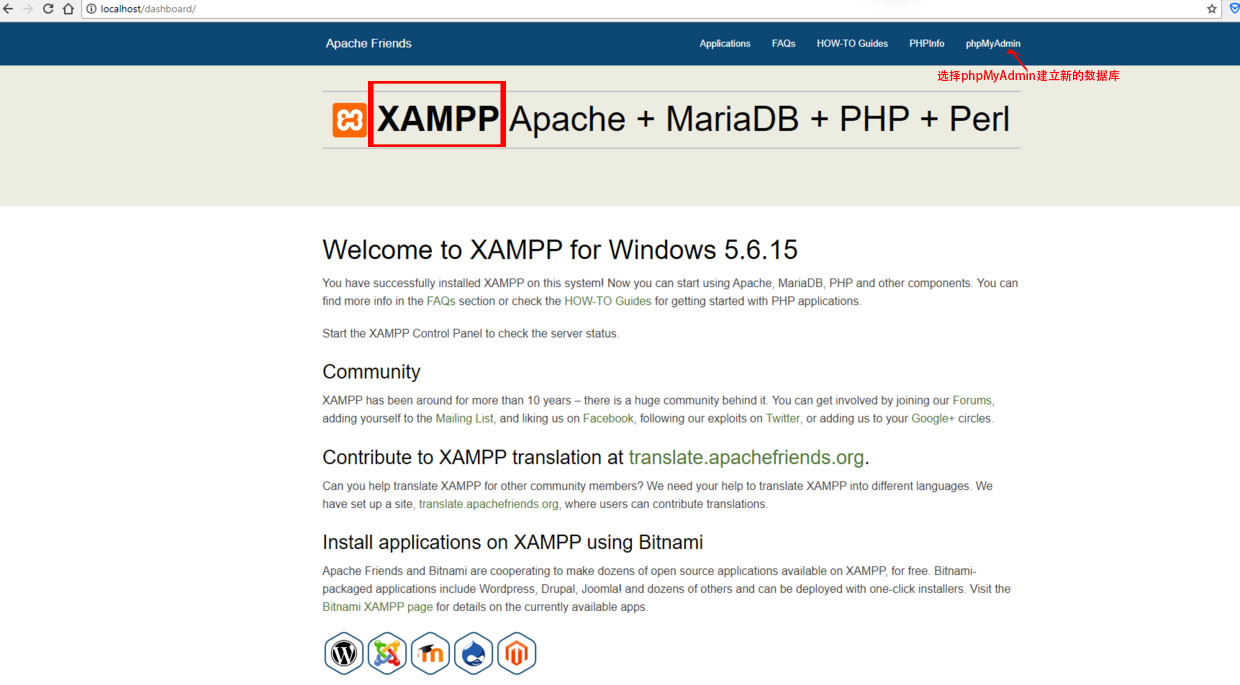 localhost/dashboard/
Apache Friends
Applications
FAQs
HOW-TO Guides
PHPInfo
phpMyAdmin
选择phpMyAdmin建立新的数据库
XAMPP Apache + MariaDB + PHP + Perl
Welcome to XAMPP for Windows 5.6.15
You have successfully installed XAMPP on this system! Now you can start using Apache, MariaDB, PHP and other components. You can
find more info in the FAQs section or check the HOW-TO Guides for getting started with PHP applications.
Start the XAMPP Control Panel to check the server status.
Community
XAMPP has been around for more than 10 years – there is a huge community behind it. You can get involved by joining our Forums,
adding yourself to the Mailing List, and liking us on Facebook, following our exploits on Twitter, or adding us to your Google+ circles.
Contribute to XAMPP translation at translate.apachefriends.org.
Can you help translate XAMPP for other community members? We need your help to translate XAMPP into different languages. We
have set up a site, translate.apachefriends.org, where users can contribute translations.
Install applications on XAMPP using Bitnami
Apache Friends and Bitnami are cooperating to make dozens of open source applications available on XAMPP, for free. Bitnami-
packaged applications include Wordpress, Drupal, Joomla! and dozens of others and can be deployed with one-click installers. Visit the
Bitnami XAMPP page for details on the currently available apps.